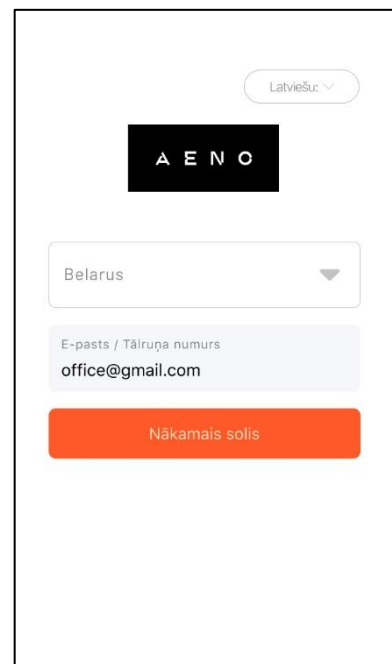 Latviešu:
AENO
Belarus
E-pasts / Tālruņa numurs
office@gmail.com
Nākamais solis